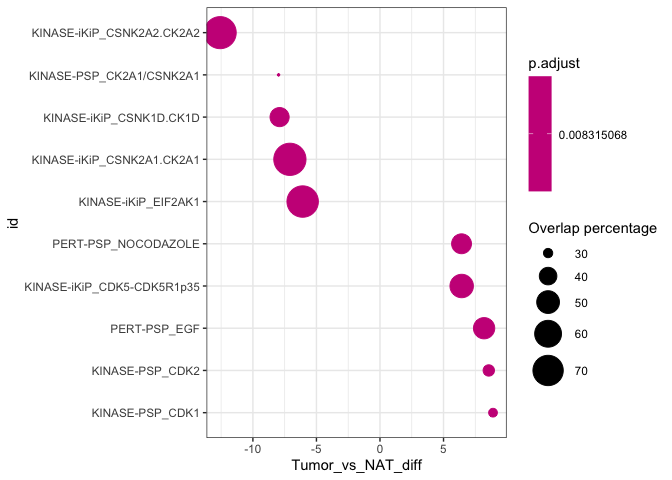 KINASE-iKiP_CSNK2A2.CK2A2
KINASE-PSP_CK2A1/CSNK2A1
KINASE-iKiP_CSNK1D.CK1D
KINASE-iKiP_CSNK2A1.CK2A1
KINASE-iKiP_EIF2AK1
PERT-PSP_NOCODAZOLE
KINASE-iKiP_CDK5-CDK5R1p35
PERT-PSP_EGF
KINASE-PSP_CDK2
KINASE-PSP_CDK1
id
-10 -5 0 5
Tumor_vs_NAT_diff
p.adjust
0.008315068
Overlap percentage
30
40
50
60
70